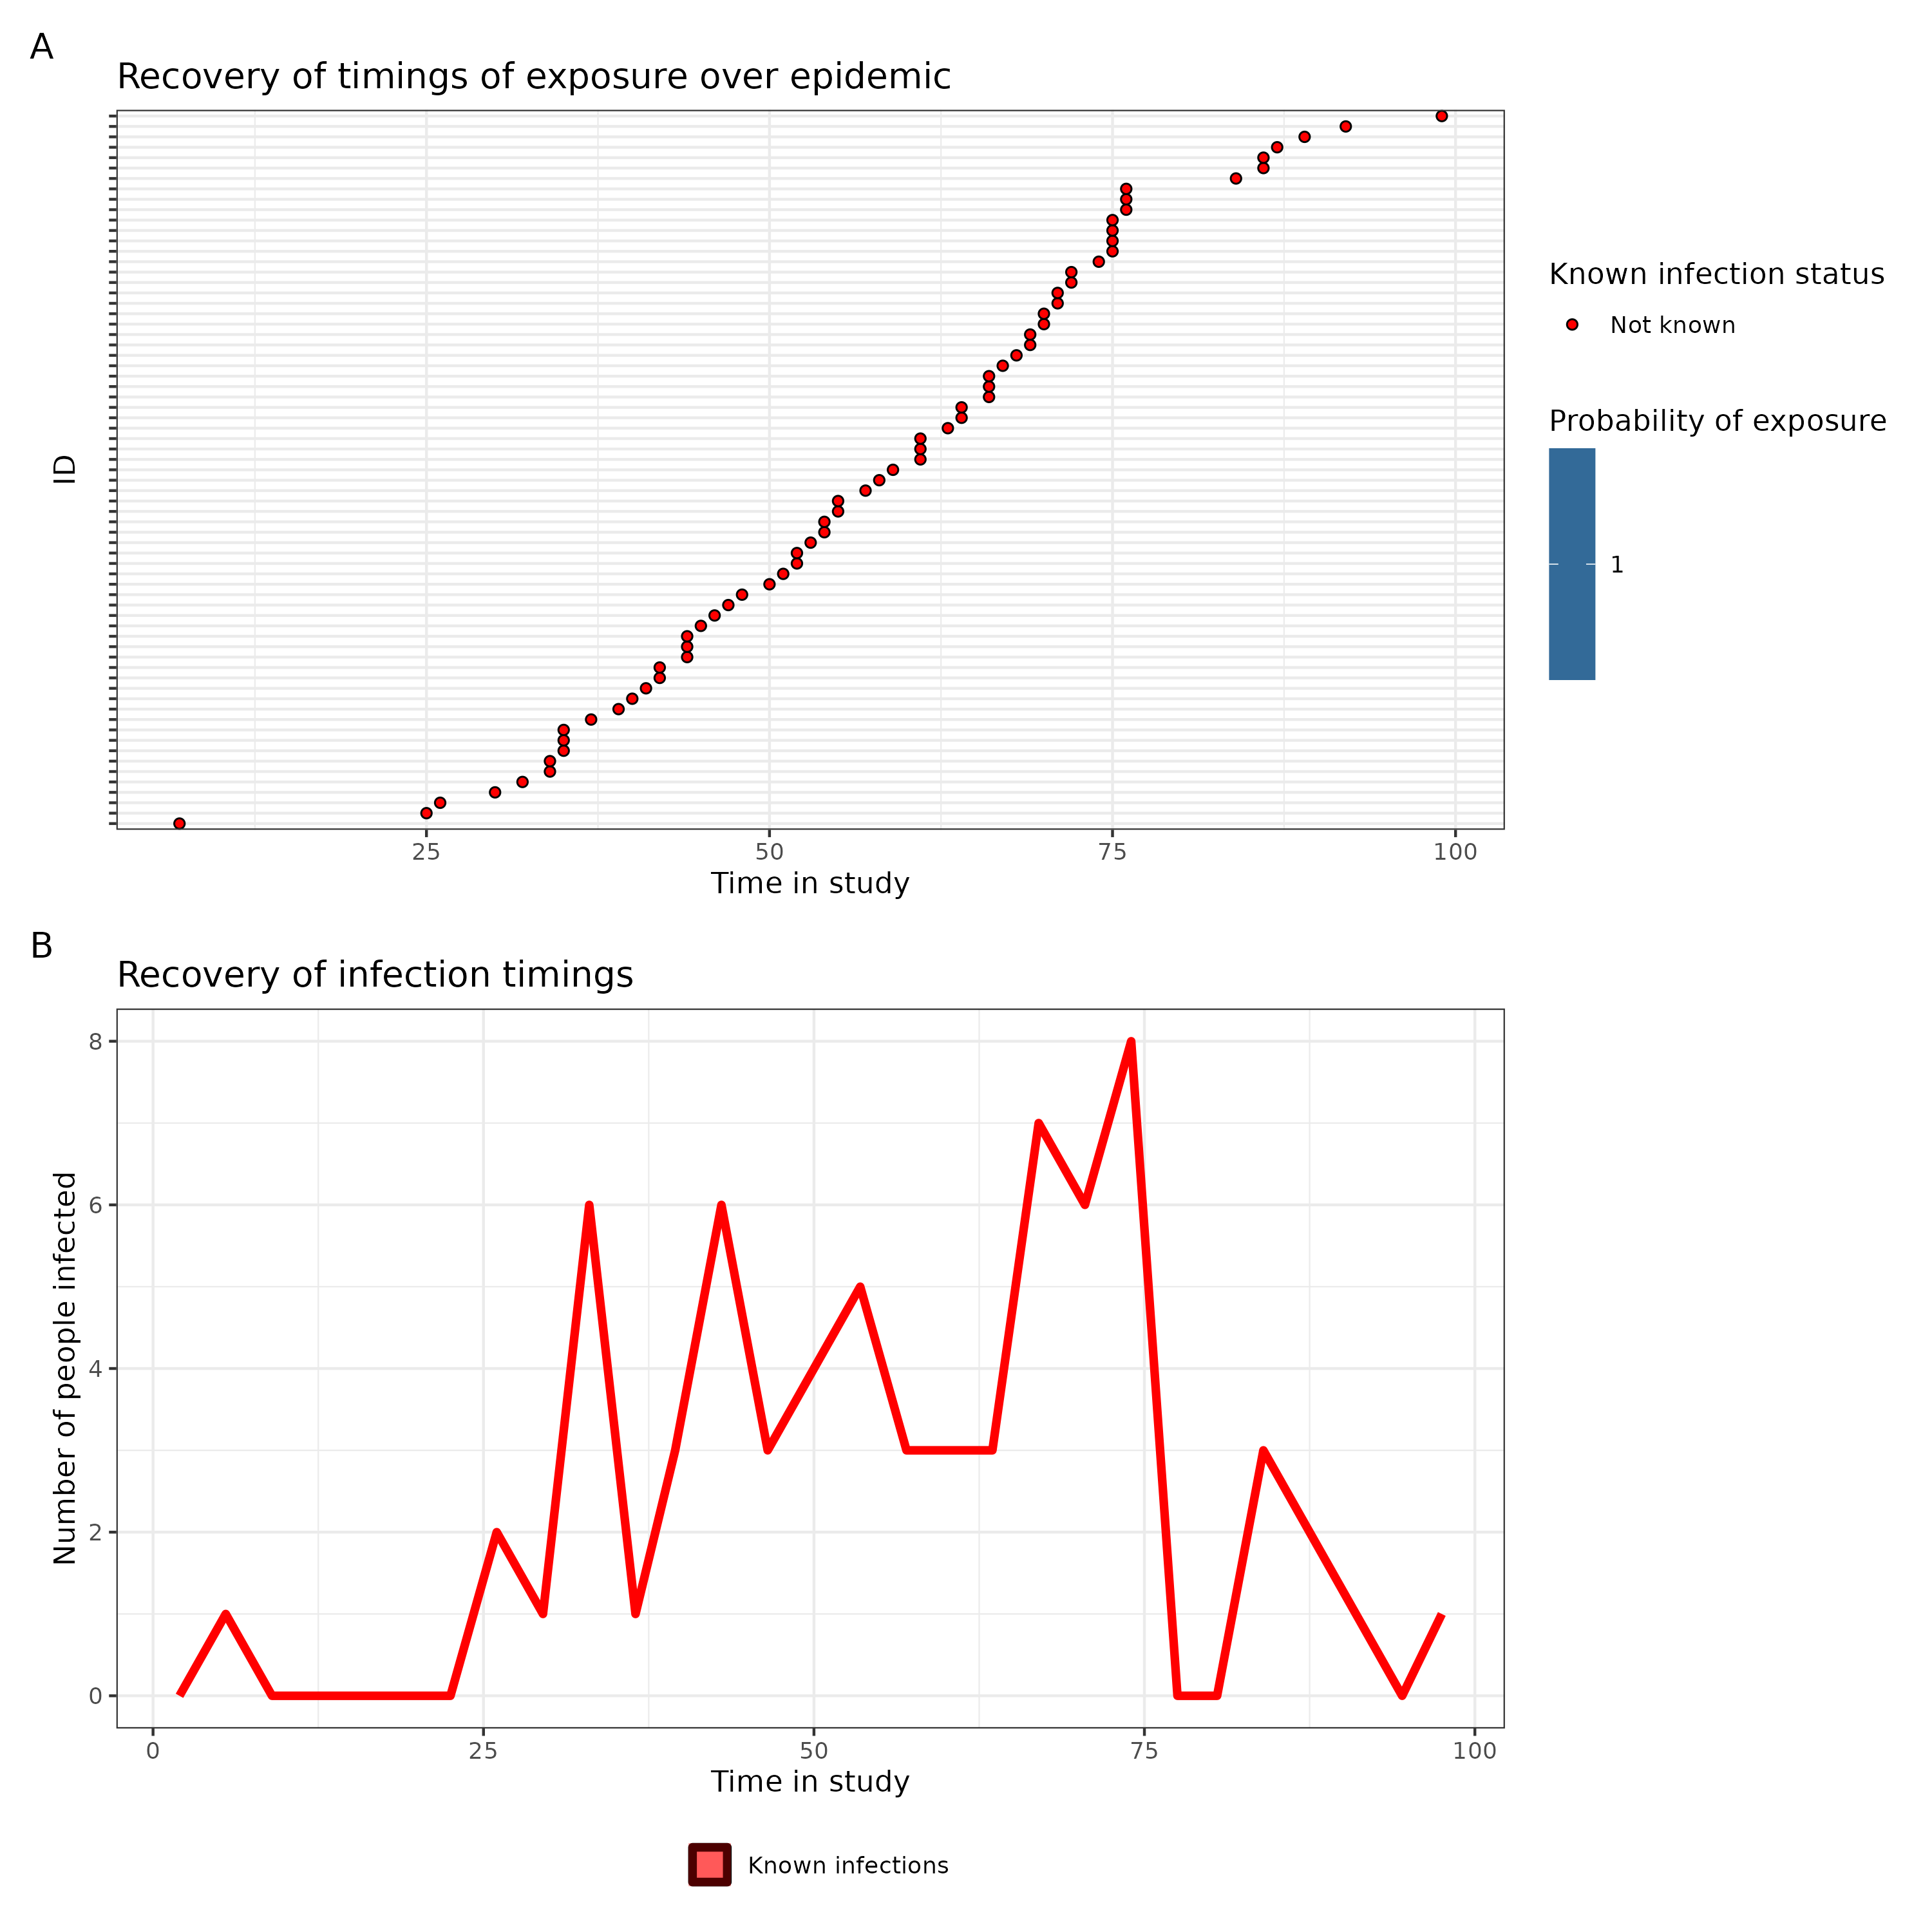 A
Recovery of timings of exposure over epidemic
ID
25 50 75 100
Time in study
Known infection status
Not known
Probability of exposure
1
B
Recovery of infection timings
Number of people infected
8
6
4
2
0
0 25 50 75 100
Time in study
Known infections